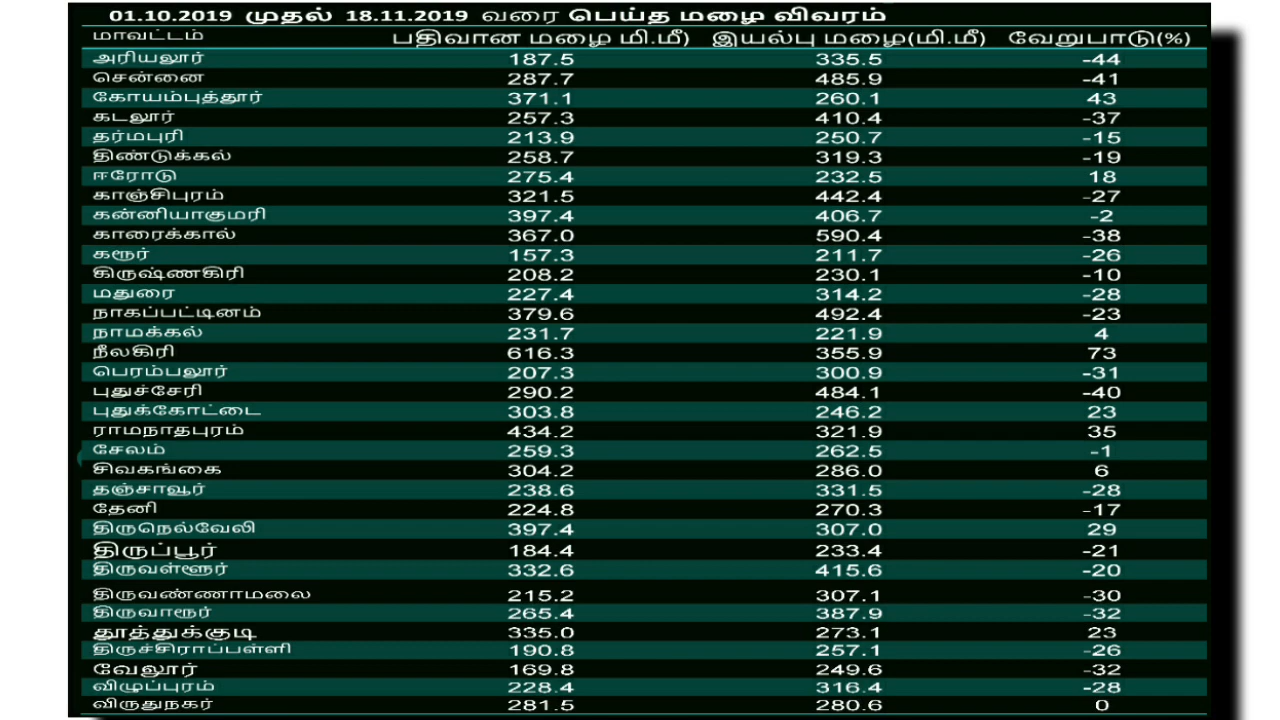 01.10.2019 முதல் 18.11.2019 வரை பெய்த மழை விவரம்
மாவட்டம் பதிவான மழை மி.மீ) இயல்பு மழை(மி.மீ) வேறுபாடு(%)
அரியலூர் 187.5 335.5 -44
சென்னை 287.7 485.9 -41
கோயம்புத்தூர் 371.1 260.1 43
கடலூர் 257.3 410.4 -37
தர்மபுரி 213.9 250.7 -15
திண்டுக்கல் 258.7 319.3 -19
ஈரோடு 275.4 232.5 18
காஞ்சிபுரம் 321.5 442.4 -27
கன்னியாகுமரி 397.4 406.7 -2
காரைக்கால் 367.0 590.4 -38
கரூர் 157.3 211.7 -26
கிருஷ்ணகிரி 208.2 230.1 -10
மதுரை 227.4 314.2 -28
நாகப்பட்டினம் 379.6 492.4 -23
நாமக்கல் 231.7 221.9 4
நீலகிரி 616.3 355.9 73
பெரம்பலூர் 207.3 300.9 -31
புதுச்சேரி 290.2 484.1 -40
புதுக்கோட்டை 303.8 246.2 23
ராமநாதபுரம் 434.2 321.9 35
சேலம் 259.3 262.5 -1
சிவகங்கை 304.2 286.0 6
தஞ்சாவூர் 238.6 331.5 -28
தேனி 224.8 270.3 -17
திருநெல்வேலி 397.4 307.0 29
திருப்பூர் 184.4 233.4 -21
திருவள்ளூர் 332.6 415.6 -20
திருவண்ணாமலை 215.2 307.1 -30
திருவாரூர் 265.4 387.9 -32
தூத்துக்குடி 335.0 273.1 23
திருச்சிராப்பள்ளி 190.8 257.1 -26
வேலூர் 169.8 249.6 -32
விழுப்புரம் 228.4 316.4 -28
விருதுநகர் 281.5 280.6 0